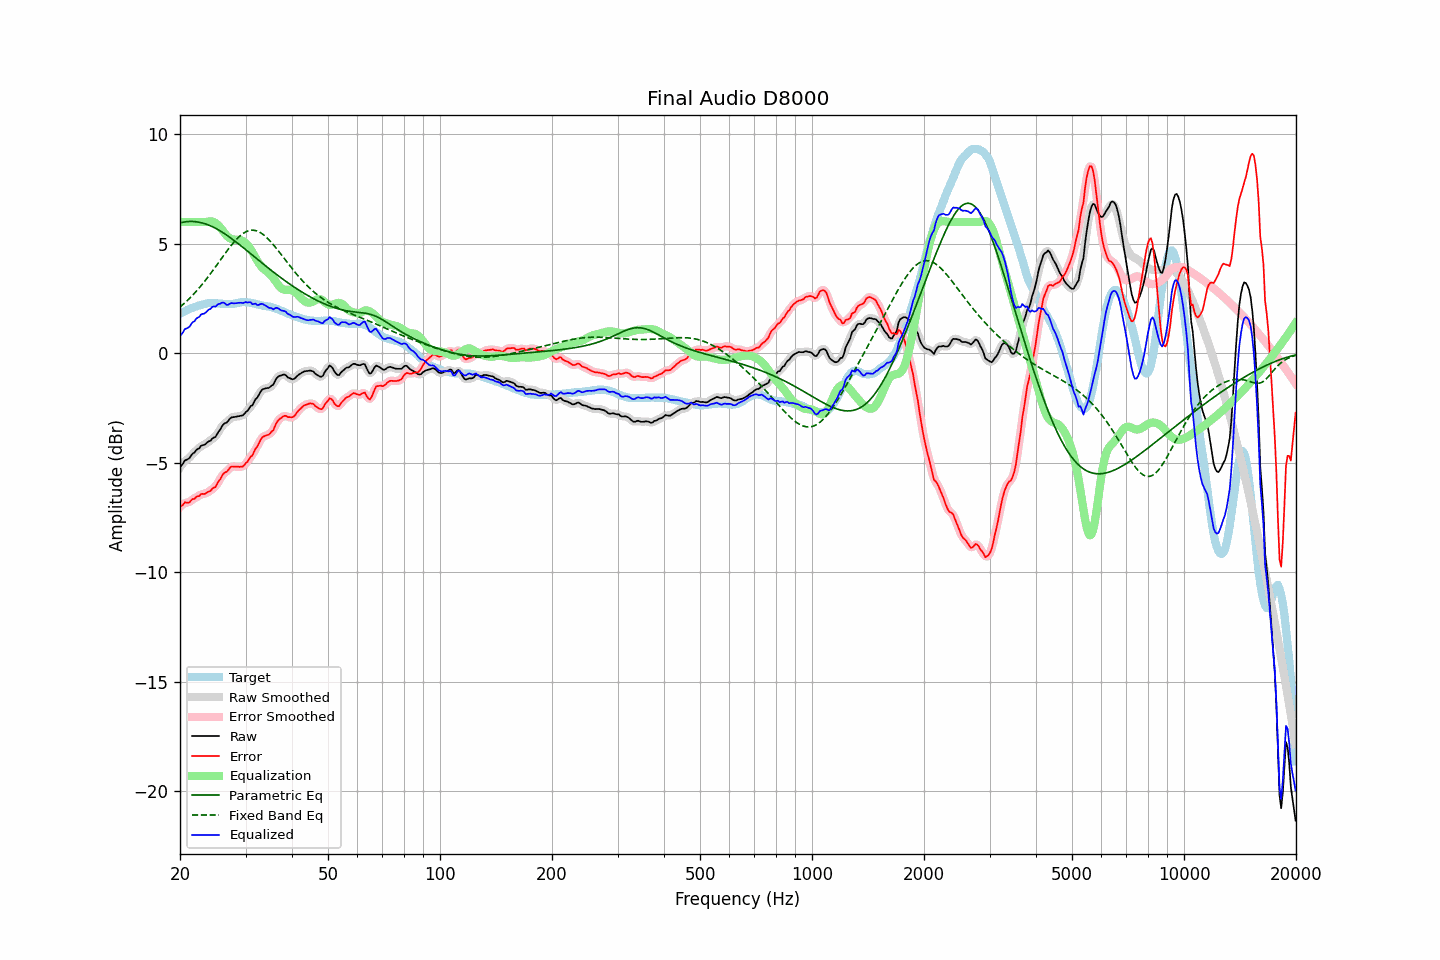 Final Audio D8000
Amplitude (dBr)
10
5
0
−5
−10
−15
−20
Target
Raw Smoothed
Error Smoothed
Raw
Error
Equalization
Parametric Eq
Fixed Band Eq
Equalized
20 50 100 200 500 1000 2000 5000 10000 20000
Frequency (Hz)